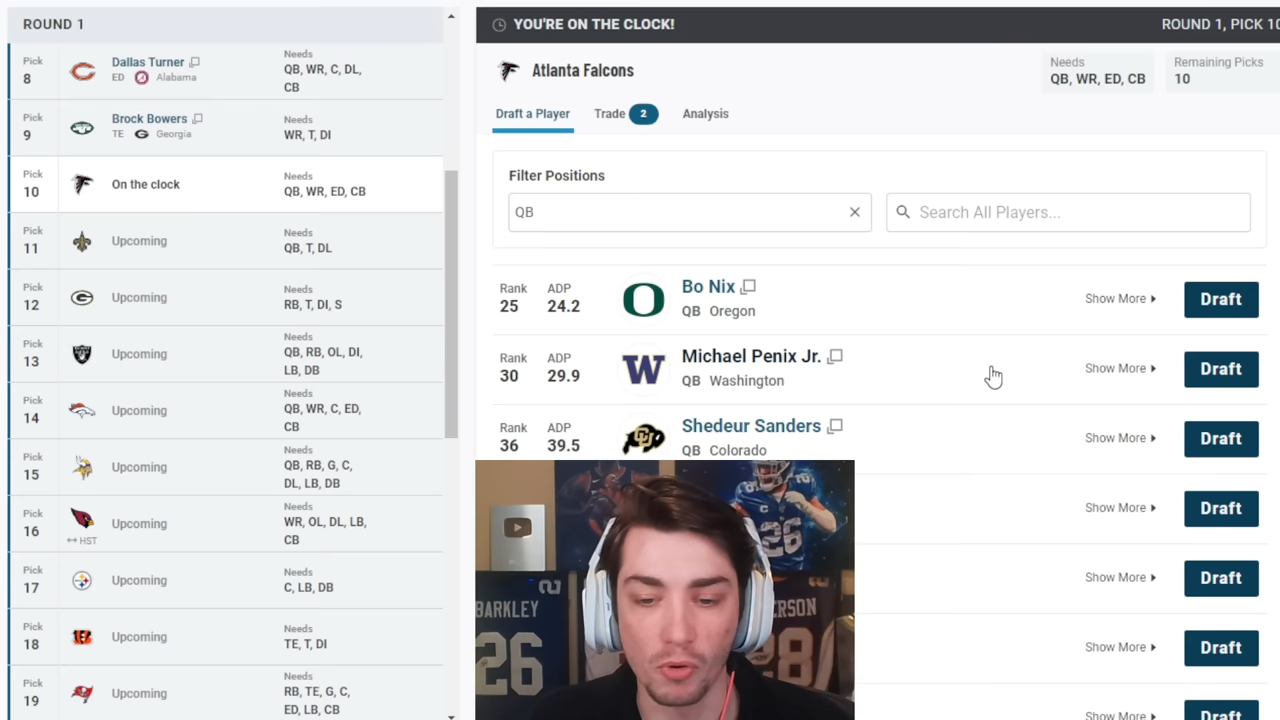 ROUND 1
Pick
8
Dallas Turner
ED Alabama
Needs
QB, WR, C, DL,
CB
Pick
9
Brock Bowers
TE G Georgia
Needs
WR, T, DI
Pick
10
On the clock
Needs
QB, WR, ED, CB
Pick
11
Upcoming
Needs
QB, T, DL
Pick
12
G
Upcoming
Needs
RB, T, DI, S
Pick
13
Upcoming
Needs
QB, RB, OL, DI,
LB, DB
Pick
14
Upcoming
Needs
QB, WR, C, ED,
CB
Pick
15
Upcoming
Needs
QB, RB, G, C,
DL, LB, DB
Pick
16
HST
Upcoming
Needs
WR, OL, DL, LB,
CB
Pick
17
Upcoming
Needs
C, LB, DB
Pick
18
Upcoming
Needs
TE, T, DI
Pick
19
Upcoming
Needs
RB, TE, G, C,
ED, LB, CB
YOU'RE ON THE CLOCK!
ROUND 1, PICK 10
Atlanta Falcons
Needs
QB, WR, ED, CB
Remaining Picks
10
Draft a Player
Trade 2
Analysis
Filter Positions
QB
Search All Players...
Rank
25
ADP
24.2
O
Bo Nix
QB Oregon
Show More
Draft
Rank
30
ADP
29.9
W
Michael Penix Jr.
QB Washington
Show More
Draft
Rank
36
ADP
39.5
CU
Shedeur Sanders
QB Colorado
Show More
Draft
Show More
Draft
Show More
Draft
Show More
Draft
Show More
Draft
26
BARKLEY
26
ERSON
28